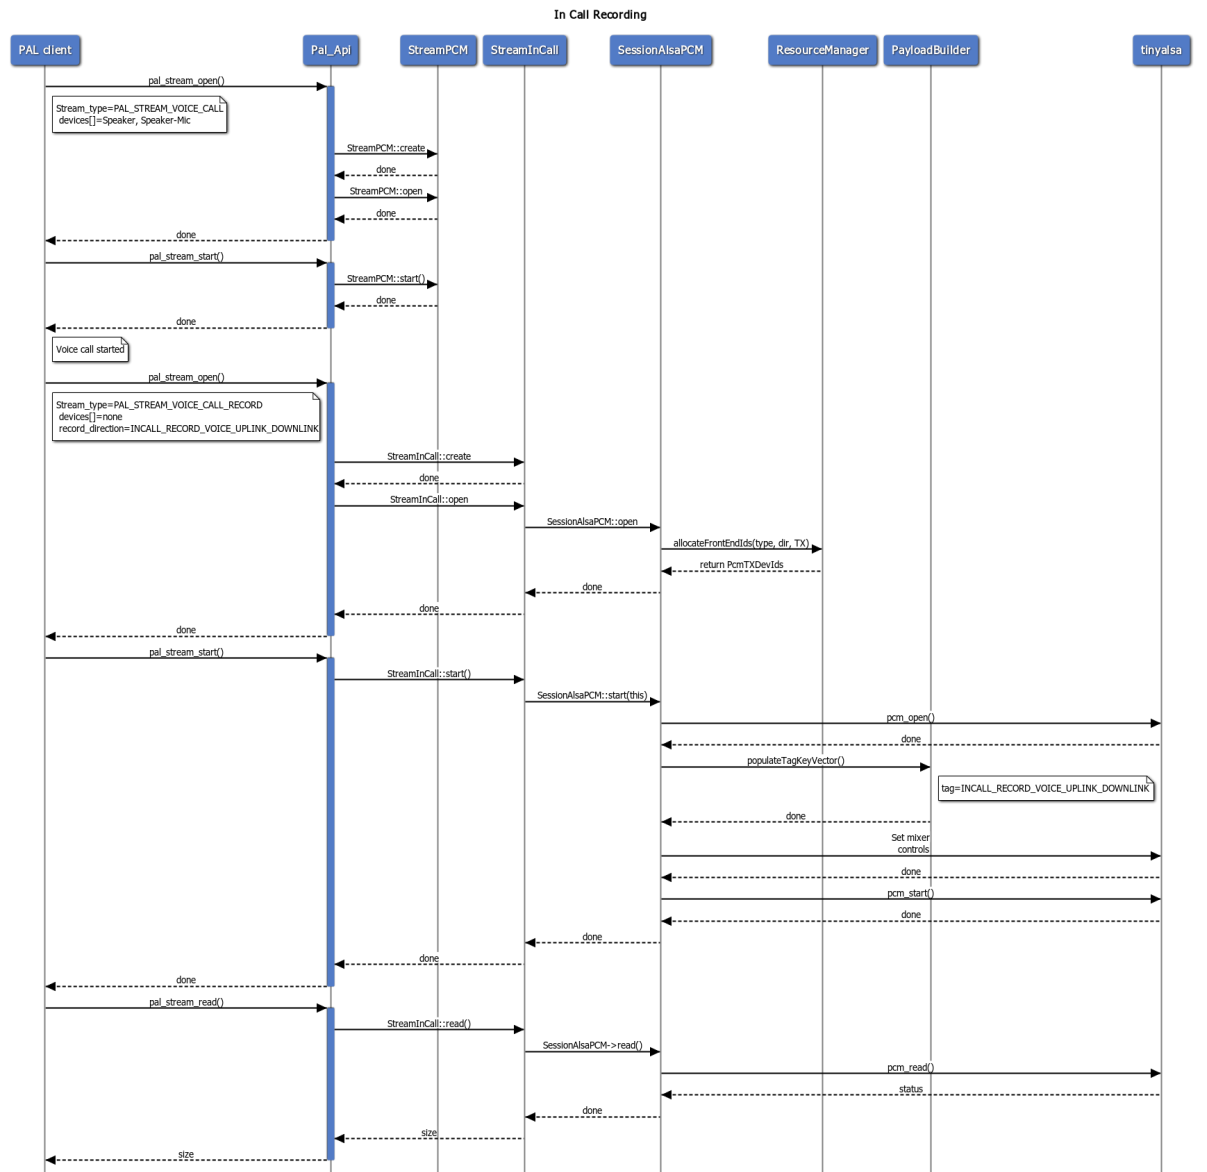 In Call Recording
PAL client
Pal_Api
StreamPCM
StreamInCall
SessionAlsaPCM
ResourceManager
PayloadBuilder
tinyalsa
pal_stream_open()
Stream_type=PAL_STREAM_VOICE_CALL
devices[]=Speaker, Speaker-Mic
StreamPCM::create
done
StreamPCM::open
done
done
pal_stream_start()
StreamPCM::start()
done
done
Voice call started
pal_stream_open()
Stream_type=PAL_STREAM_VOICE_CALL_RECORD
devices[]=none
record_direction=INCALL_RECORD_VOICE_UPLINK_DOWNLINK
StreamInCall::create
done
StreamInCall::open
SessionAlsaPCM::open
allocateFrontEndIds(type, dir, TX)
return PcmTXDevIds
done
done
done
pal_stream_start()
StreamInCall::start()
SessionAlsaPCM::start(this)
pcm_open()
done
populateTagKeyVector()
tag=INCALL_RECORD_VOICE_UPLINK_DOWNLINK
done
Set mixer
controls
done
pcm_start()
done
done
done
done
pal_stream_read()
StreamInCall::read()
SessionAlsaPCM->read()
pcm_read()
status
done
size
size